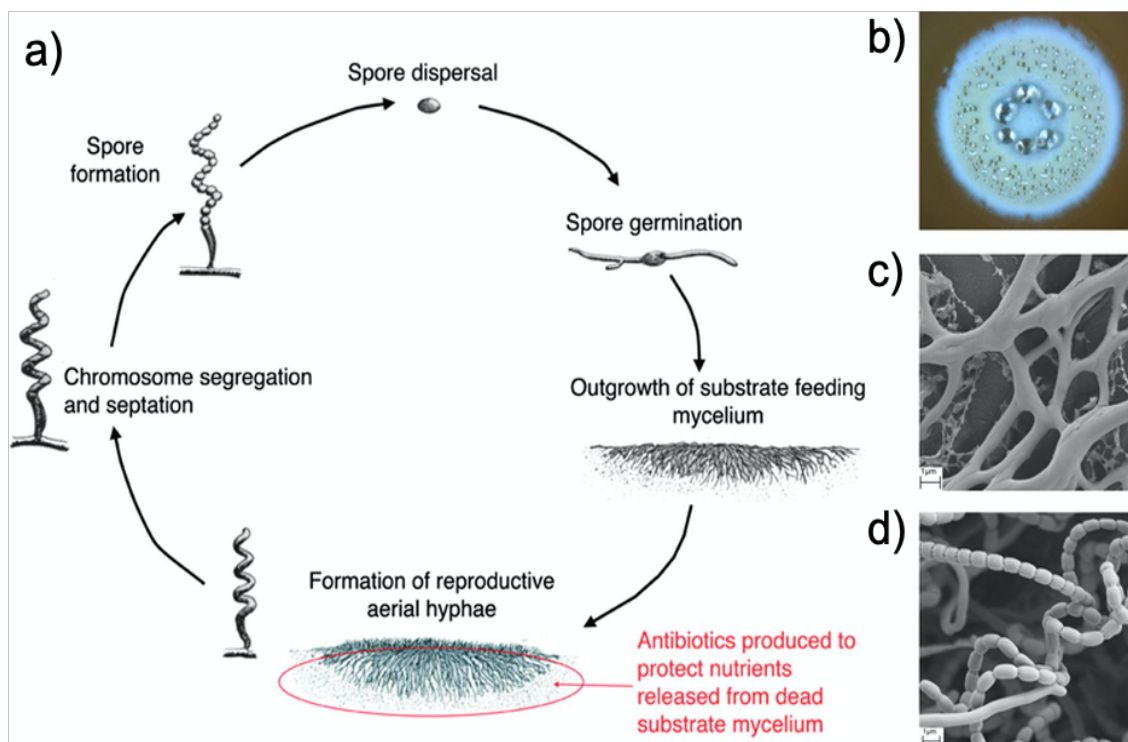 a)
Spore dispersal
Spore
formation
Spore germination
Chromosome segregation
and septation
Outgrowth of substrate feeding
mycelium
Formation of reproductive
aerial hyphae
Antibiotics produced to
protect nutrients
released from dead
substrate mycelium
b)
c)
1µm
d)
1µm